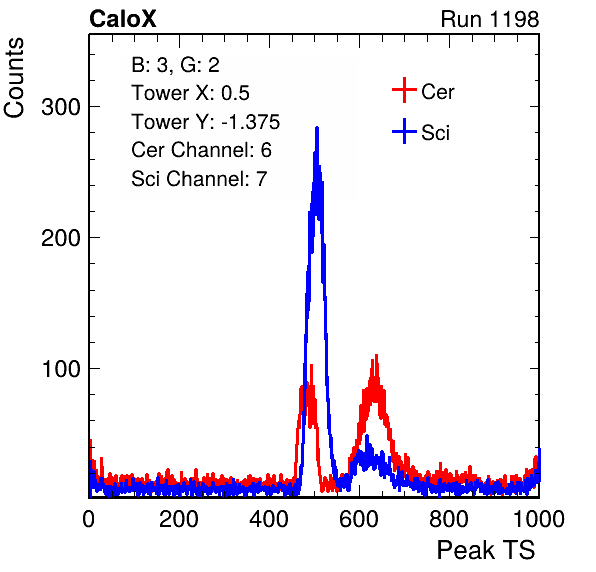 CaloX Run 1198
Counts
B: 3, G: 2
Tower X: 0.5
Tower Y: -1.375
Cer Channel: 6
Sci Channel: 7
Cer
Sci
300
200
100
0 200 400 600 800 1000
Peak TS